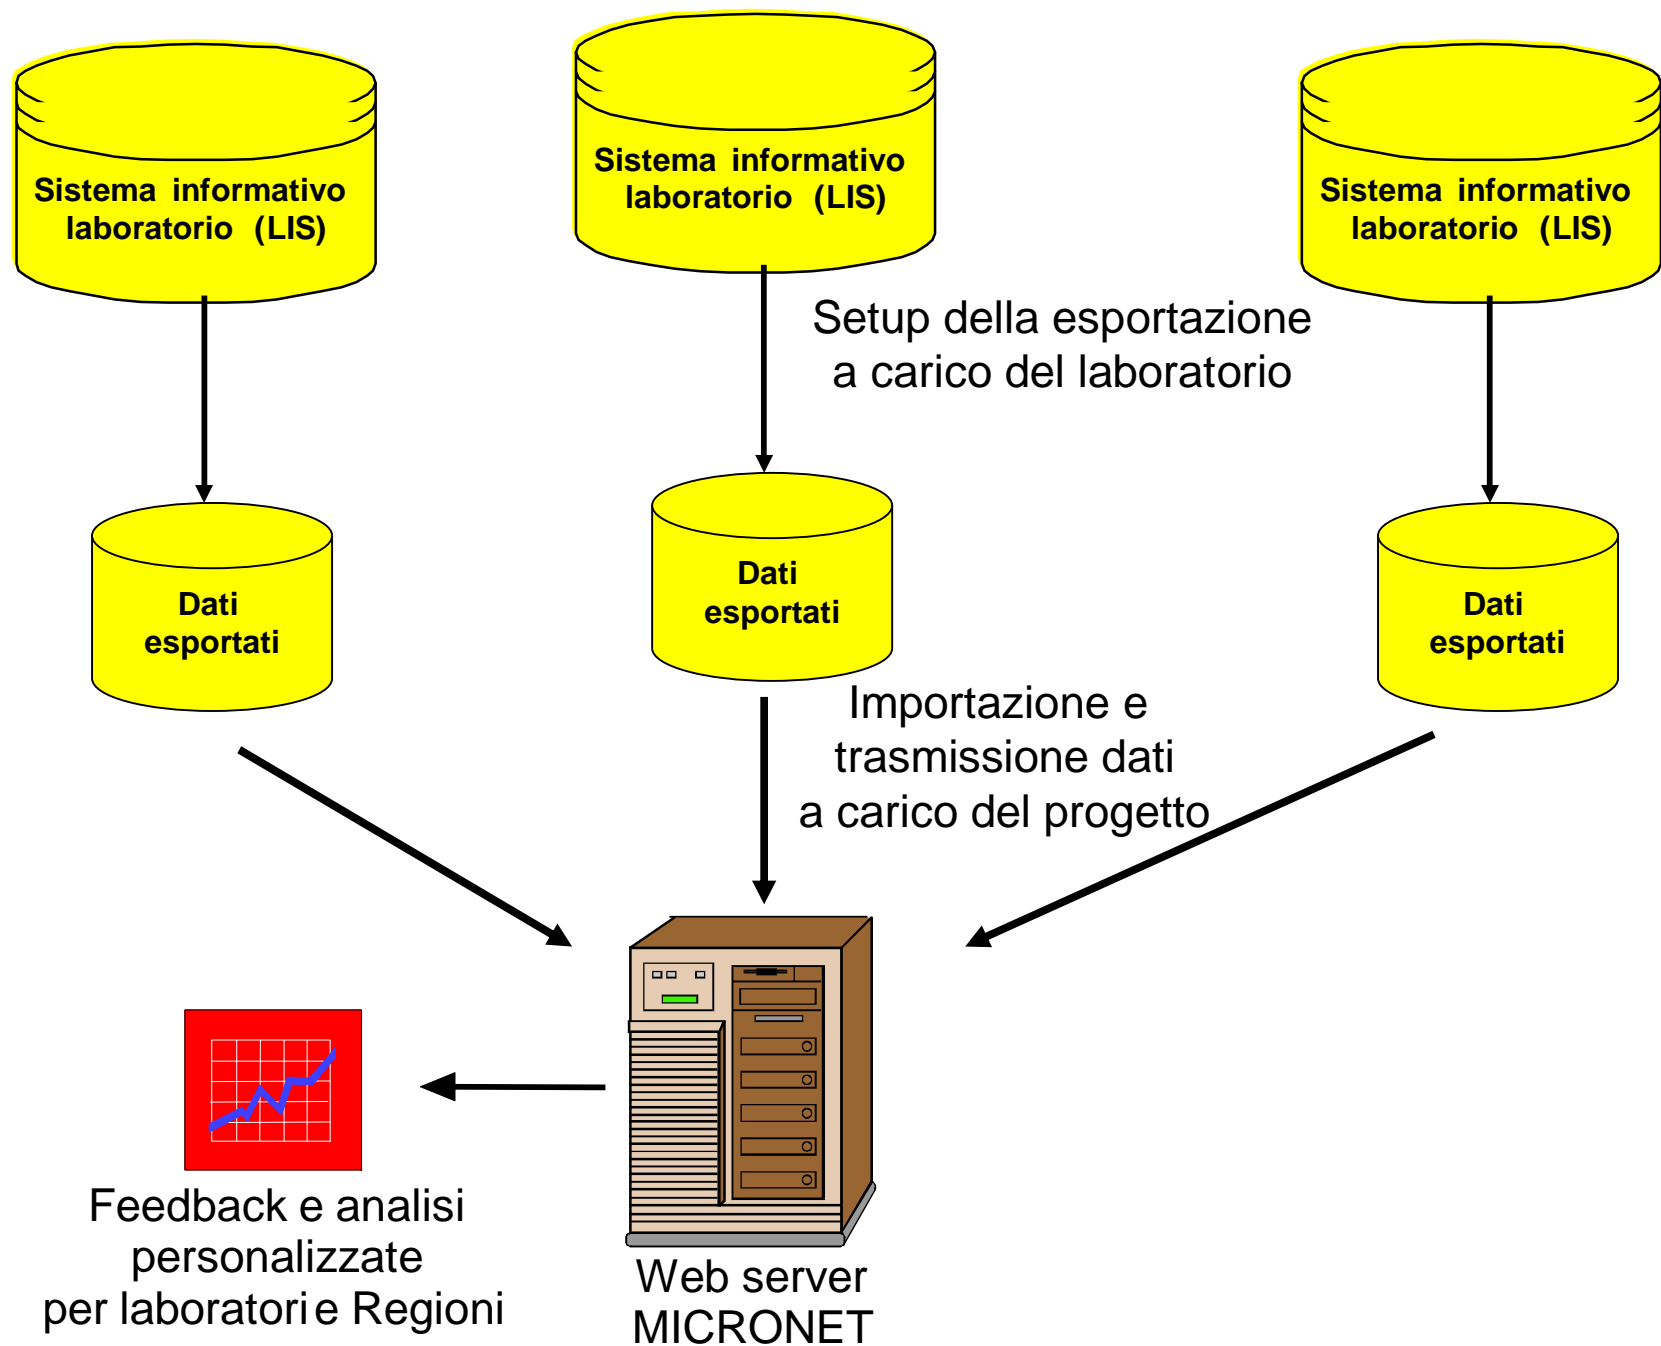 Sistema informativo
laboratorio (LIS)
Sistema informativo
laboratorio (LIS)
Sistema informativo
laboratorio (LIS)
Setup della esportazione
a carico del laboratorio
Dati
esportati
Dati
esportati
Dati
esportati
Importazione e
trasmissione dati
a carico del progetto
Feedback e analisi
personalizzate
per laboratori e Regioni
Web server
MICRONET